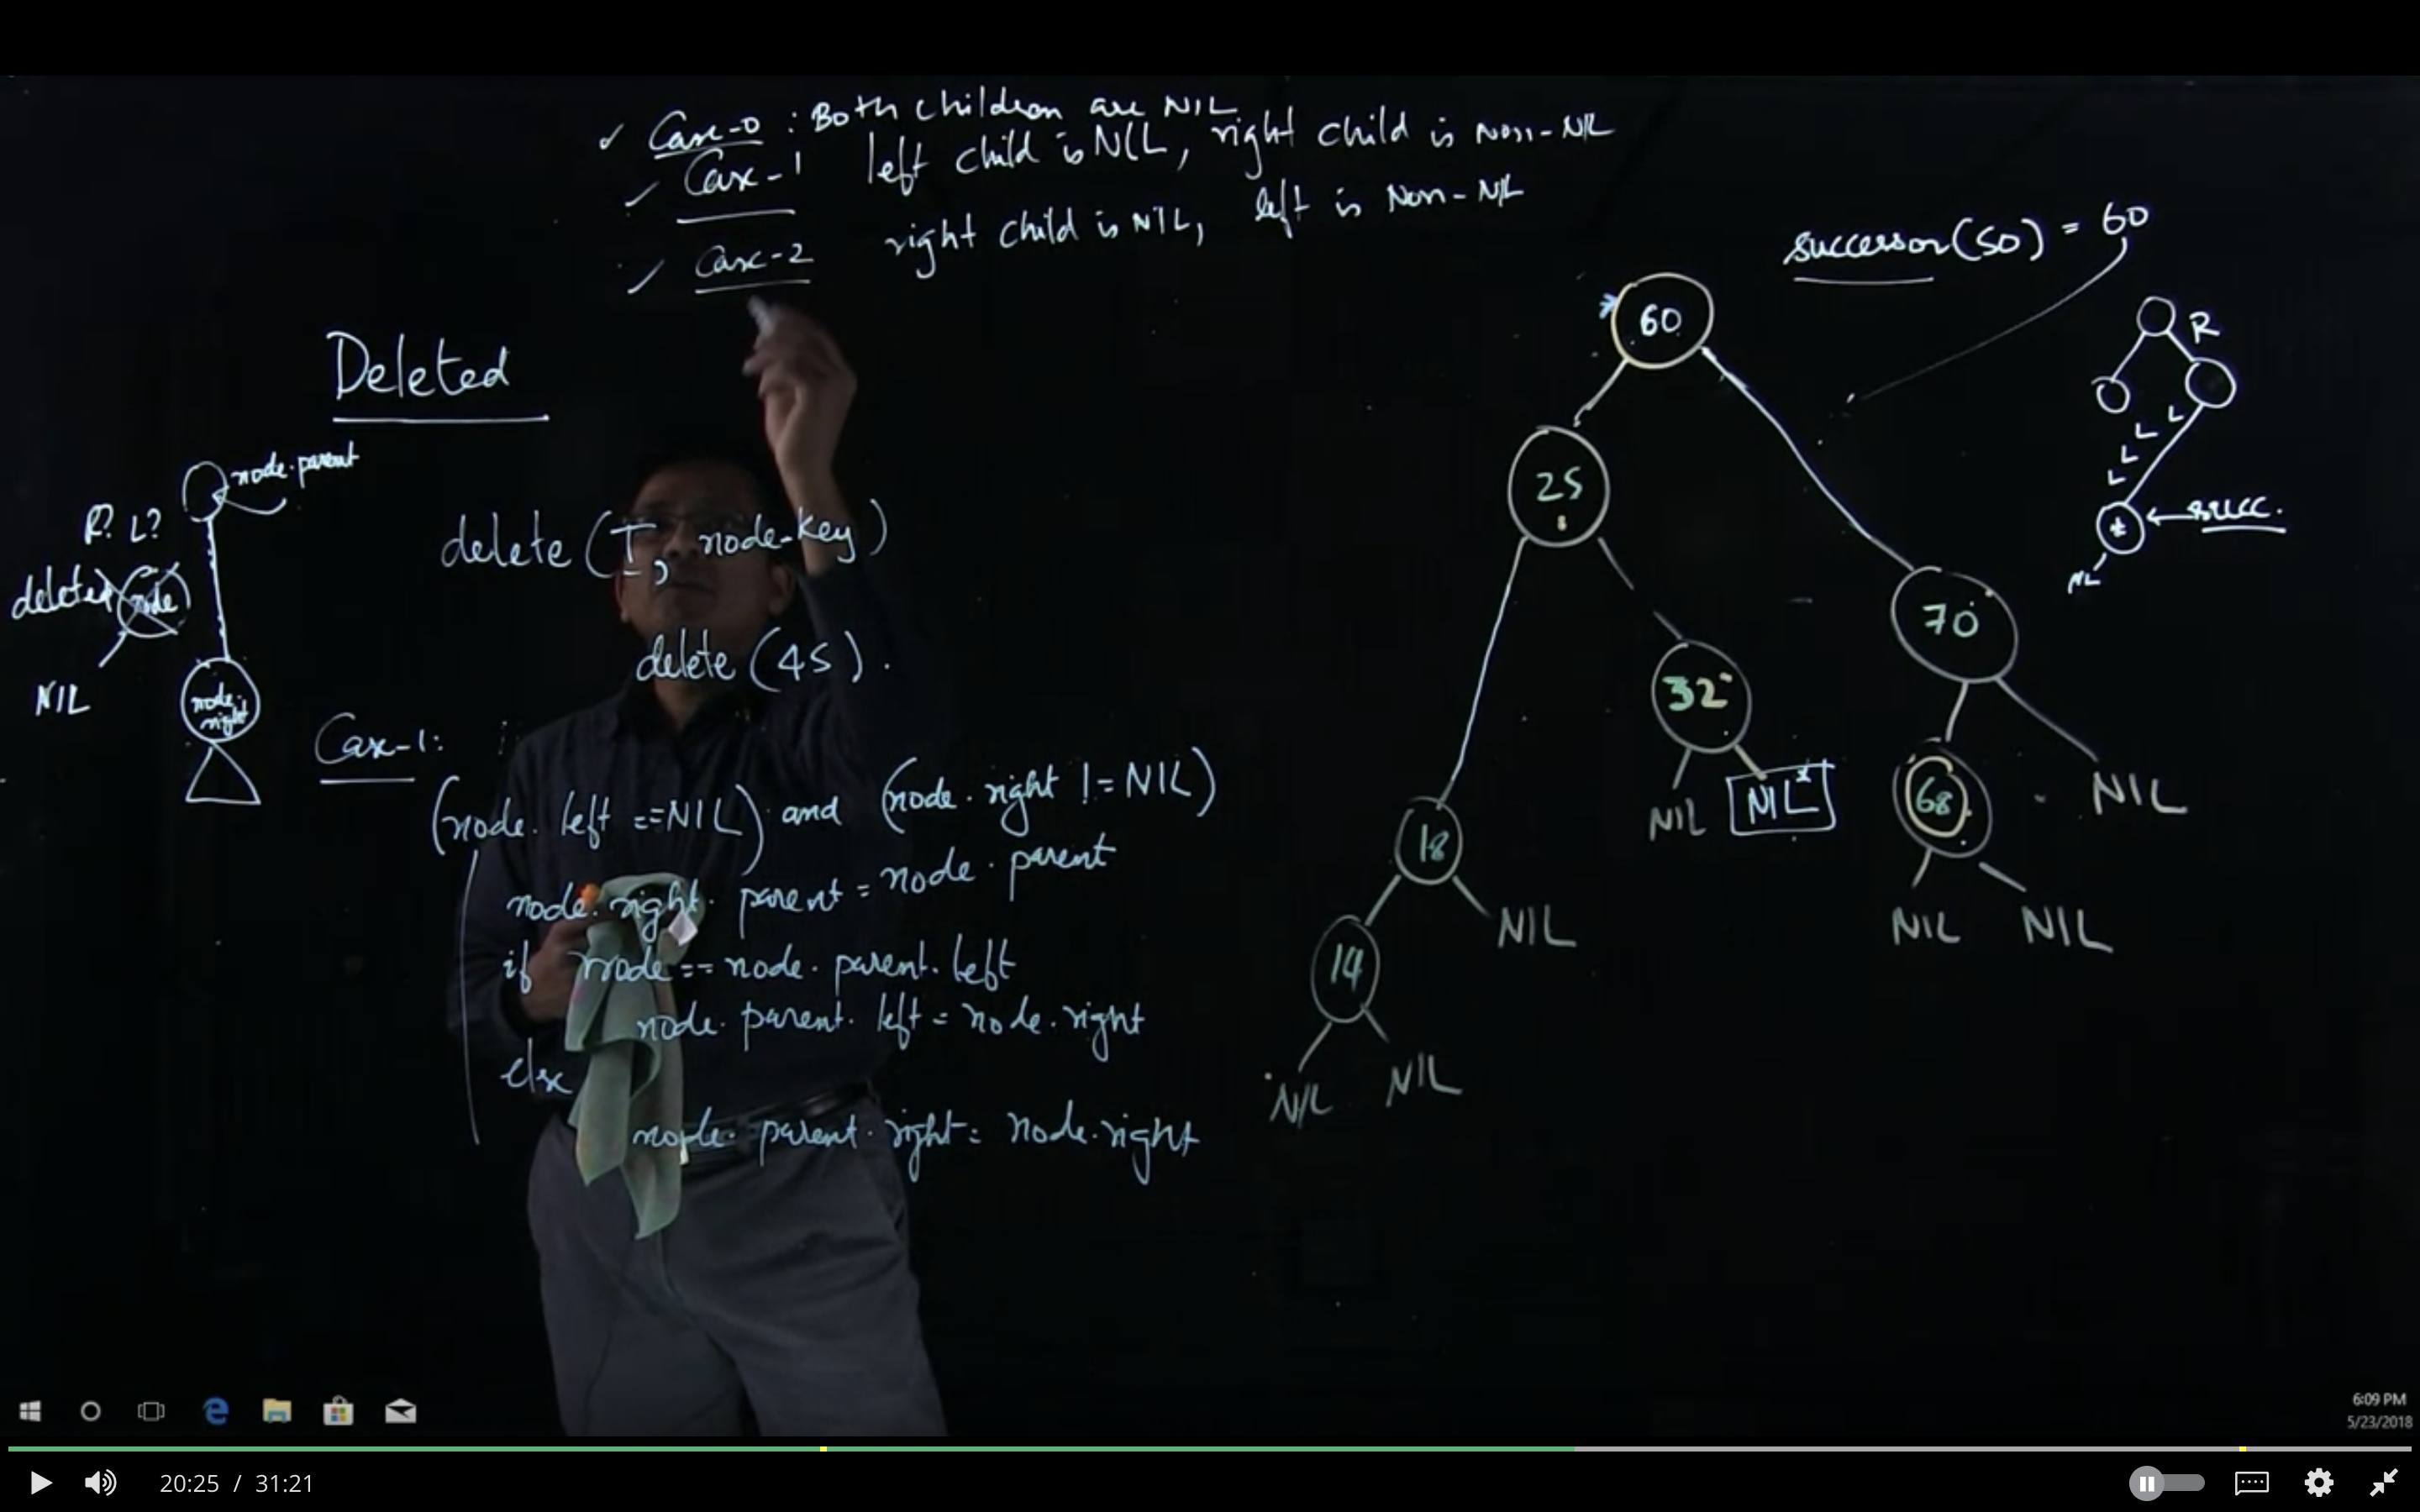 Case-0 : Both children are NIL
Case-1 left child is NIL, right child is Non-NIL
Case-2 right child is NIL, left is Non-NIL
successor(50) = 60
Deleted
node.parent
R? L?
deleted node
NIL
node.right
delete (T, node-key)
delete (45).
Case-1:
(node.left ==NIL) and (node.right != NIL)
node.right.parent = node.parent
if node == node.parent.left
node.parent.left = node.right
else
node.parent.right = node.right
60
25
70
32
68
NIL
NIL
NIL*
NIL
18
NIL
NIL
NIL
14
NIL
NIL
R
L
L
L
L
*
succ.
NIL
6:09 PM
5/23/2018
20:25 / 31:21